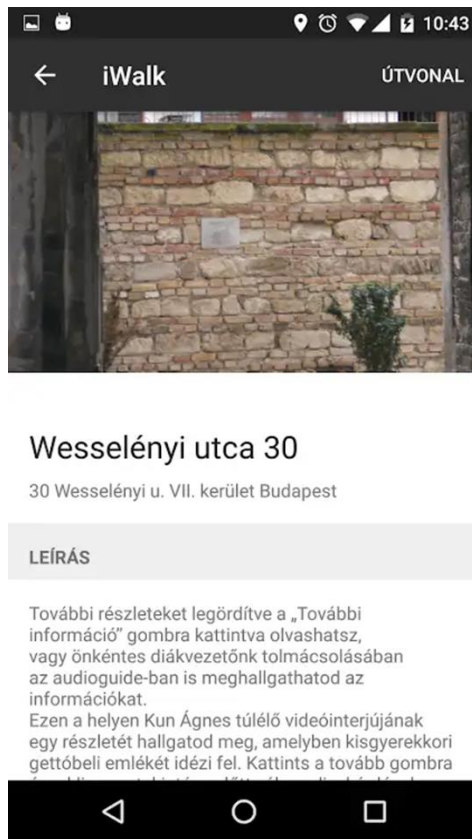 10:43
iWalk
ÚTVONAL
Wesselényi utca 30
30 Wesselényi u. VII. kerület Budapest
LEÍRÁS
További részleteket legördítve a „További
információ” gombra kattintva olvashatsz,
vagy önkéntes diákvezetőnk tolmácsolásában
az audioguide-ban is meghallgathatod az
információkat.
Ezen a helyen Kun Ágnes túlélő videóinterjújának
egy részletét hallgatod meg, amelyben kisgyerekkori
gettóbeli emlékét idézi fel. Kattints a tovább gombra